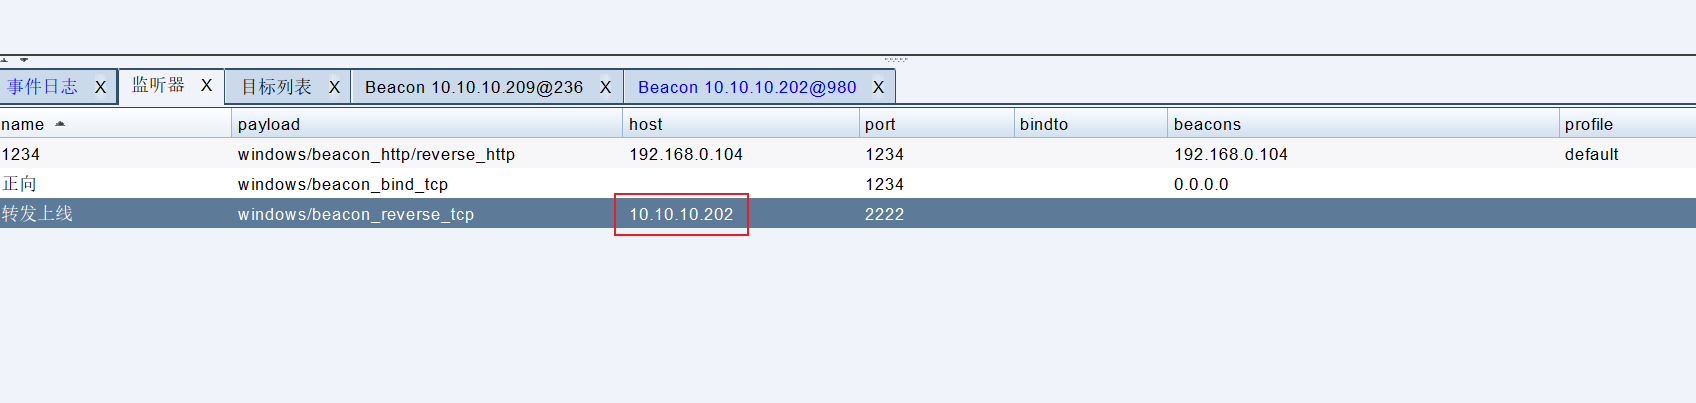 事件日志 X 监听器 X 目标列表 X Beacon 10.10.10.209@236 X Beacon 10.10.10.202@980 X
name payload host port bindto beacons profile
1234 windows/beacon_http/reverse_http 192.168.0.104 1234 192.168.0.104 default
正向 windows/beacon_bind_tcp 1234 0.0.0.0
转发上线 windows/beacon_reverse_tcp 10.10.10.202 2222